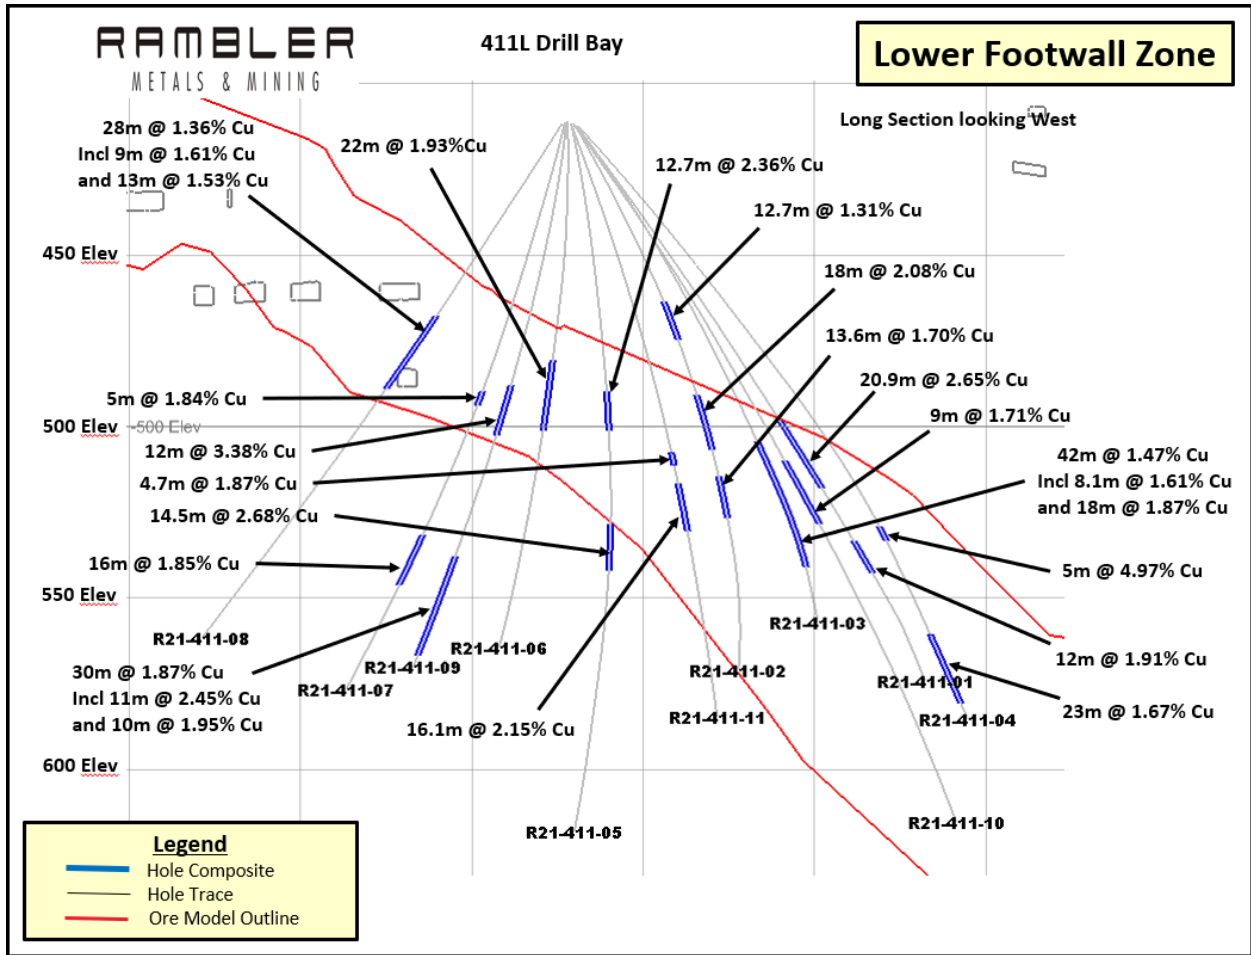 RAMBLER
METALS & MINING
411L Drill Bay
Lower Footwall Zone
Long Section looking West
28m @ 1.36% Cu
Incl 9m @ 1.61% Cu
and 13m @ 1.53% Cu
22m @ 1.93%Cu
12.7m @ 2.36% Cu
12.7m @ 1.31% Cu
450 Elev
18m @ 2.08% Cu
13.6m @ 1.70% Cu
20.9m @ 2.65% Cu
5m @ 1.84% Cu
9m @ 1.71% Cu
500 Elev
-500 Elev
12m @ 3.38% Cu
42m @ 1.47% Cu
Incl 8.1m @ 1.61% Cu
and 18m @ 1.87% Cu
4.7m @ 1.87% Cu
14.5m @ 2.68% Cu
16m @ 1.85% Cu
5m @ 4.97% Cu
550 Elev
R21-411-03
R21-411-08
R21-411-06
R21-411-09
12m @ 1.91% Cu
30m @ 1.87% Cu
Incl 11m @ 2.45% Cu
and 10m @ 1.95% Cu
R21-411-07
R21-411-02
R21-411-01
R21-411-11
R21-411-04
23m @ 1.67% Cu
16.1m @ 2.15% Cu
600 Elev
R21-411-05
R21-411-10
Legend
Hole Composite
Hole Trace
Ore Model Outline